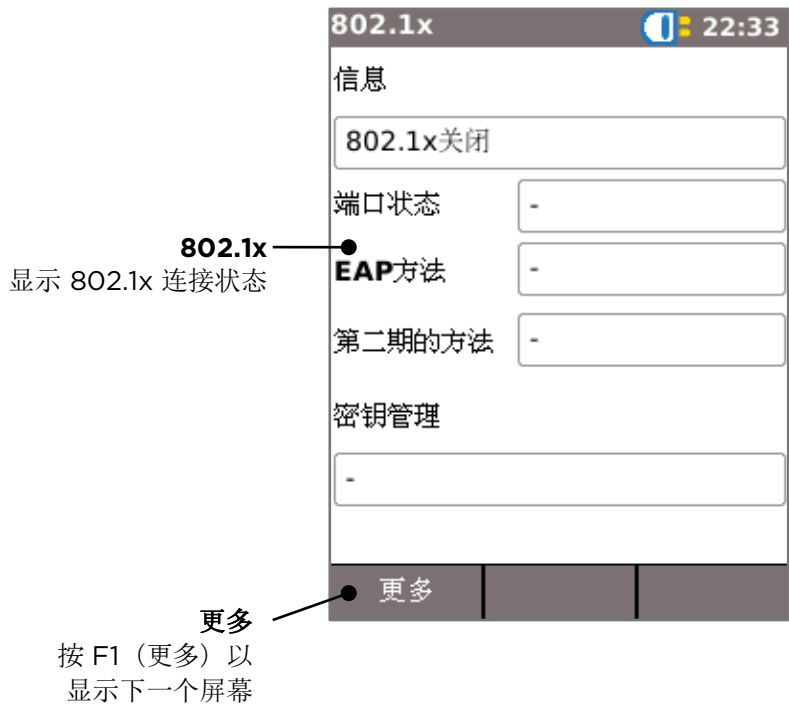 802.1x 22:33
信息
802.1x关闭
端口状态 -
802.1x
显示 802.1x 连接状态
EAP方法 -
第二期的方法 -
密钥管理
-
更多
更多
按 F1（更多）以
显示下一个屏幕